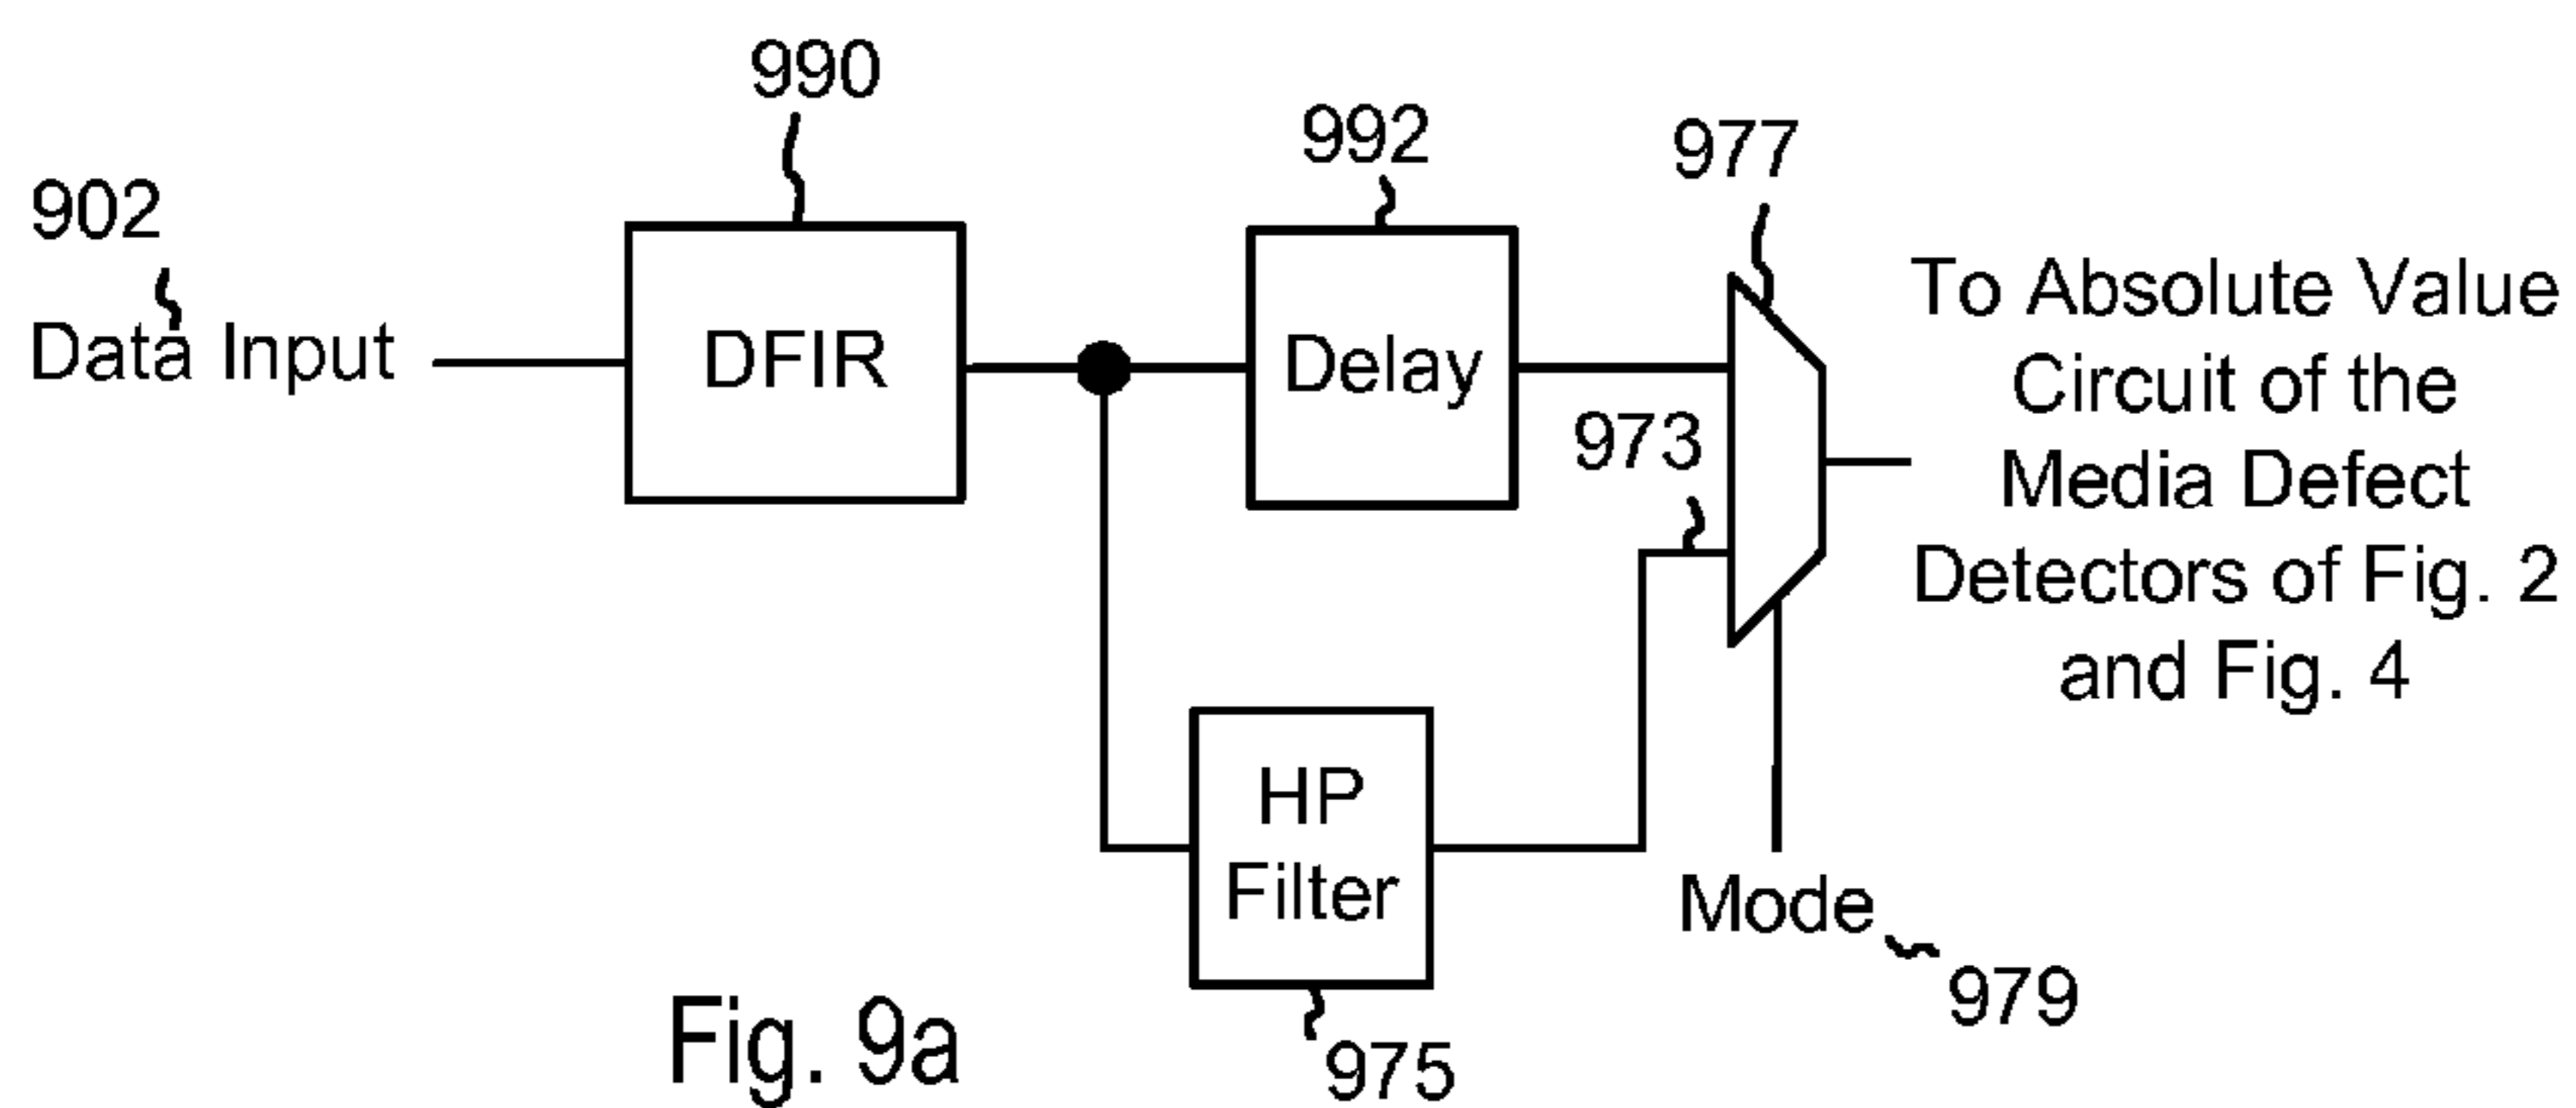 990
992
977
902
Data Input
DFIR
Delay
973
To Absolute Value
Circuit of the
Media Defect
Detectors of Fig. 2
and Fig. 4
HP
Filter
Mode
979
975
Fig. 9a